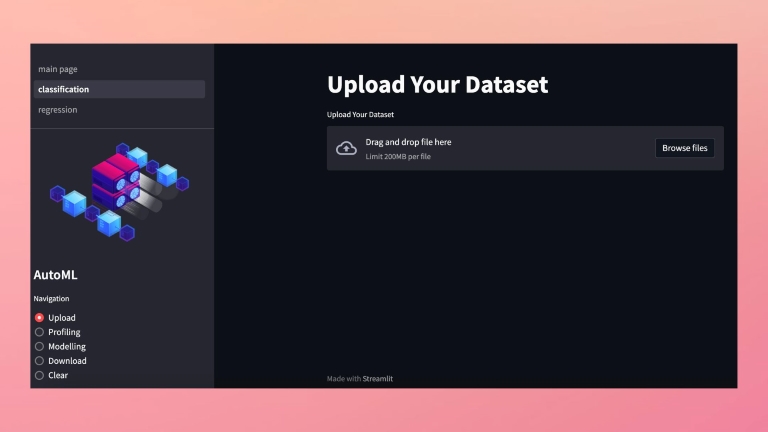 main page
classification
regression
AutoML
Navigation
Upload
Profiling
Modelling
Download
Clear
Upload Your Dataset
Upload Your Dataset
Drag and drop file here
Limit 200MB per file
Browse files
Made with Streamlit